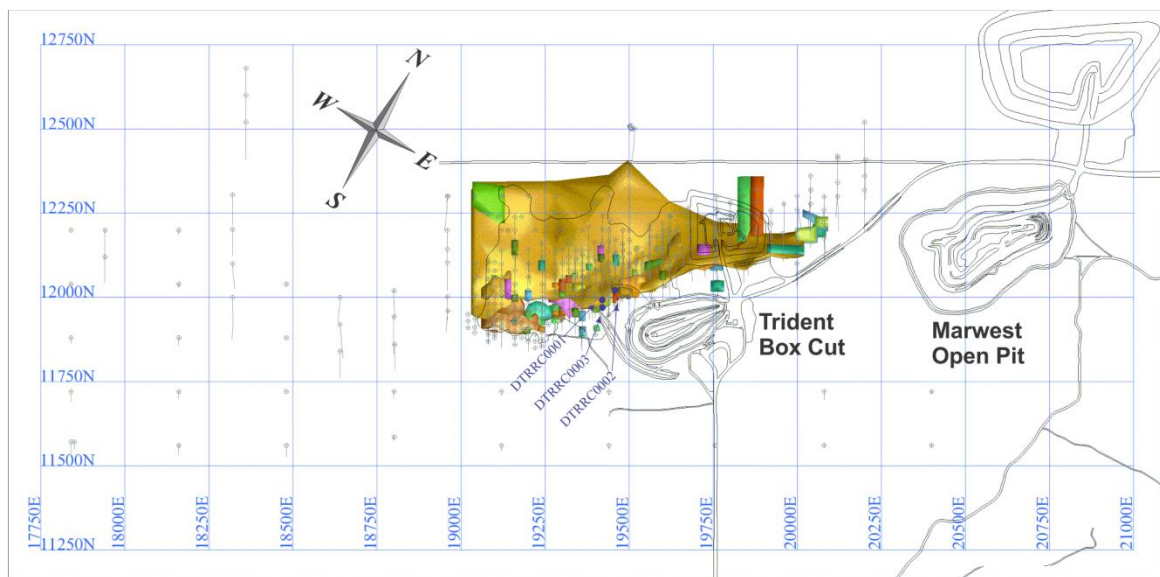 12750N
N
W
12500N
E
S
12250N
12000N
Trident
Box Cut
Marwest
Open Pit
DTRRC0001
DTRRC0003
DTRRC0002
11750N
11500N
17750E
18000E
18250E
18500E
18750E
19000E
19250E
19500E
19750E
20000E
20250E
20500E
20750E
21000E
11250N